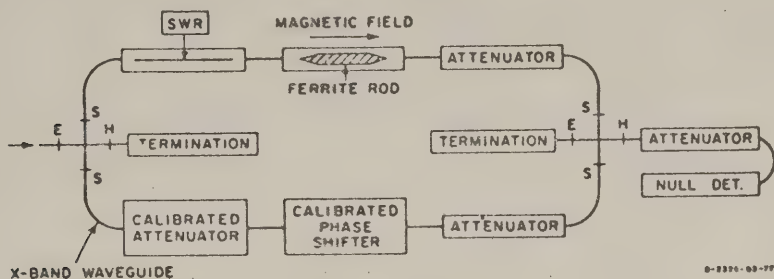 SWR
MAGNETIC FIELD
FERRITE ROD
ATTENUATOR
S
E
H
TERMINATION
S
TERMINATION
S
E
H
ATTENUATOR
S
NULL DET.
CALIBRATED
ATTENUATOR
CALIBRATED
PHASE
SHIFTER
ATTENUATOR
X-BAND WAVEGUIDE